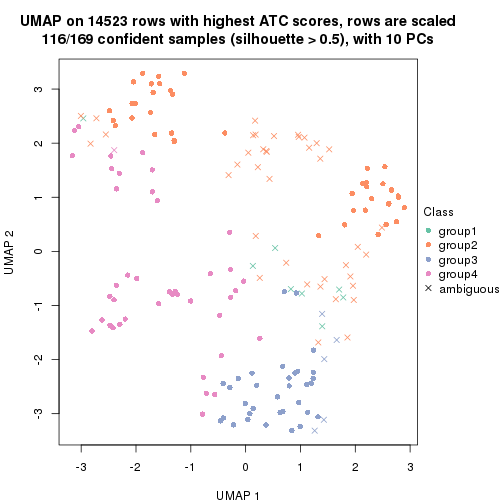 UMAP on 14523 rows with highest ATC scores, rows are scaled
116/169 confident samples (silhouette > 0.5), with 10 PCs
3
2
1
0
-1
-2
-3
UMAP 2
-3
-2
-1
0
1
2
3
UMAP 1
Class
group1
group2
group3
group4
ambiguous